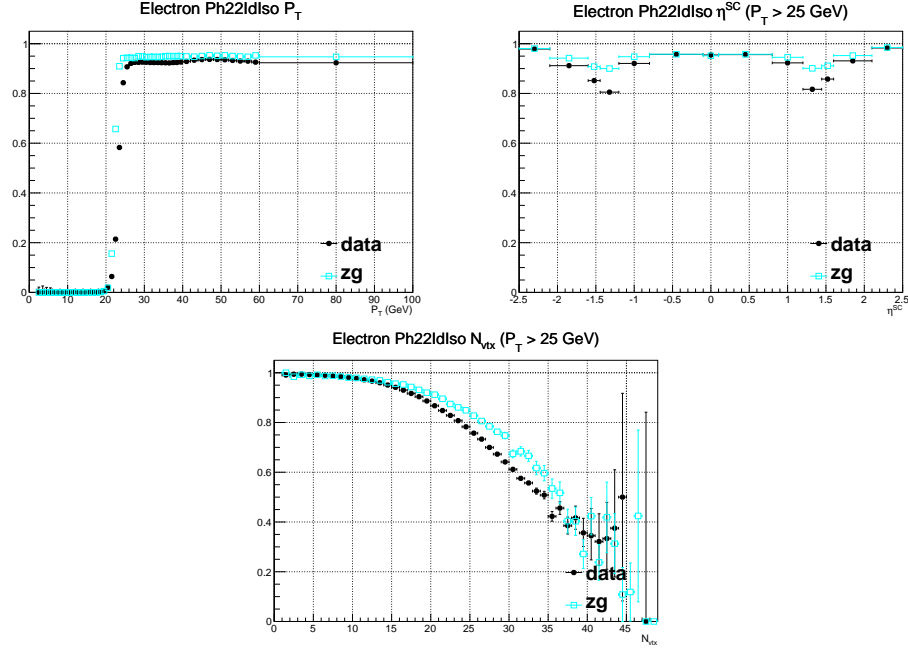 Electron Ph22IdIso P_T
1
0.8
0.6
0.4
0.2
0
data
zg
0 10 20 30 40 50 60 70 80 90 100
P_T (GeV)
Electron Ph22IdIso η^SC (P_T > 25 GeV)
1
0.8
0.6
0.4
0.2
0
data
zg
-2.5 -2 -1.5 -1 -0.5 0 0.5 1 1.5 2 2.5
η^SC
Electron Ph22IdIso N_vtx (P_T > 25 GeV)
1
0.8
0.6
0.4
0.2
0
data
zg
0 5 10 15 20 25 30 35 40 45
N_vtx